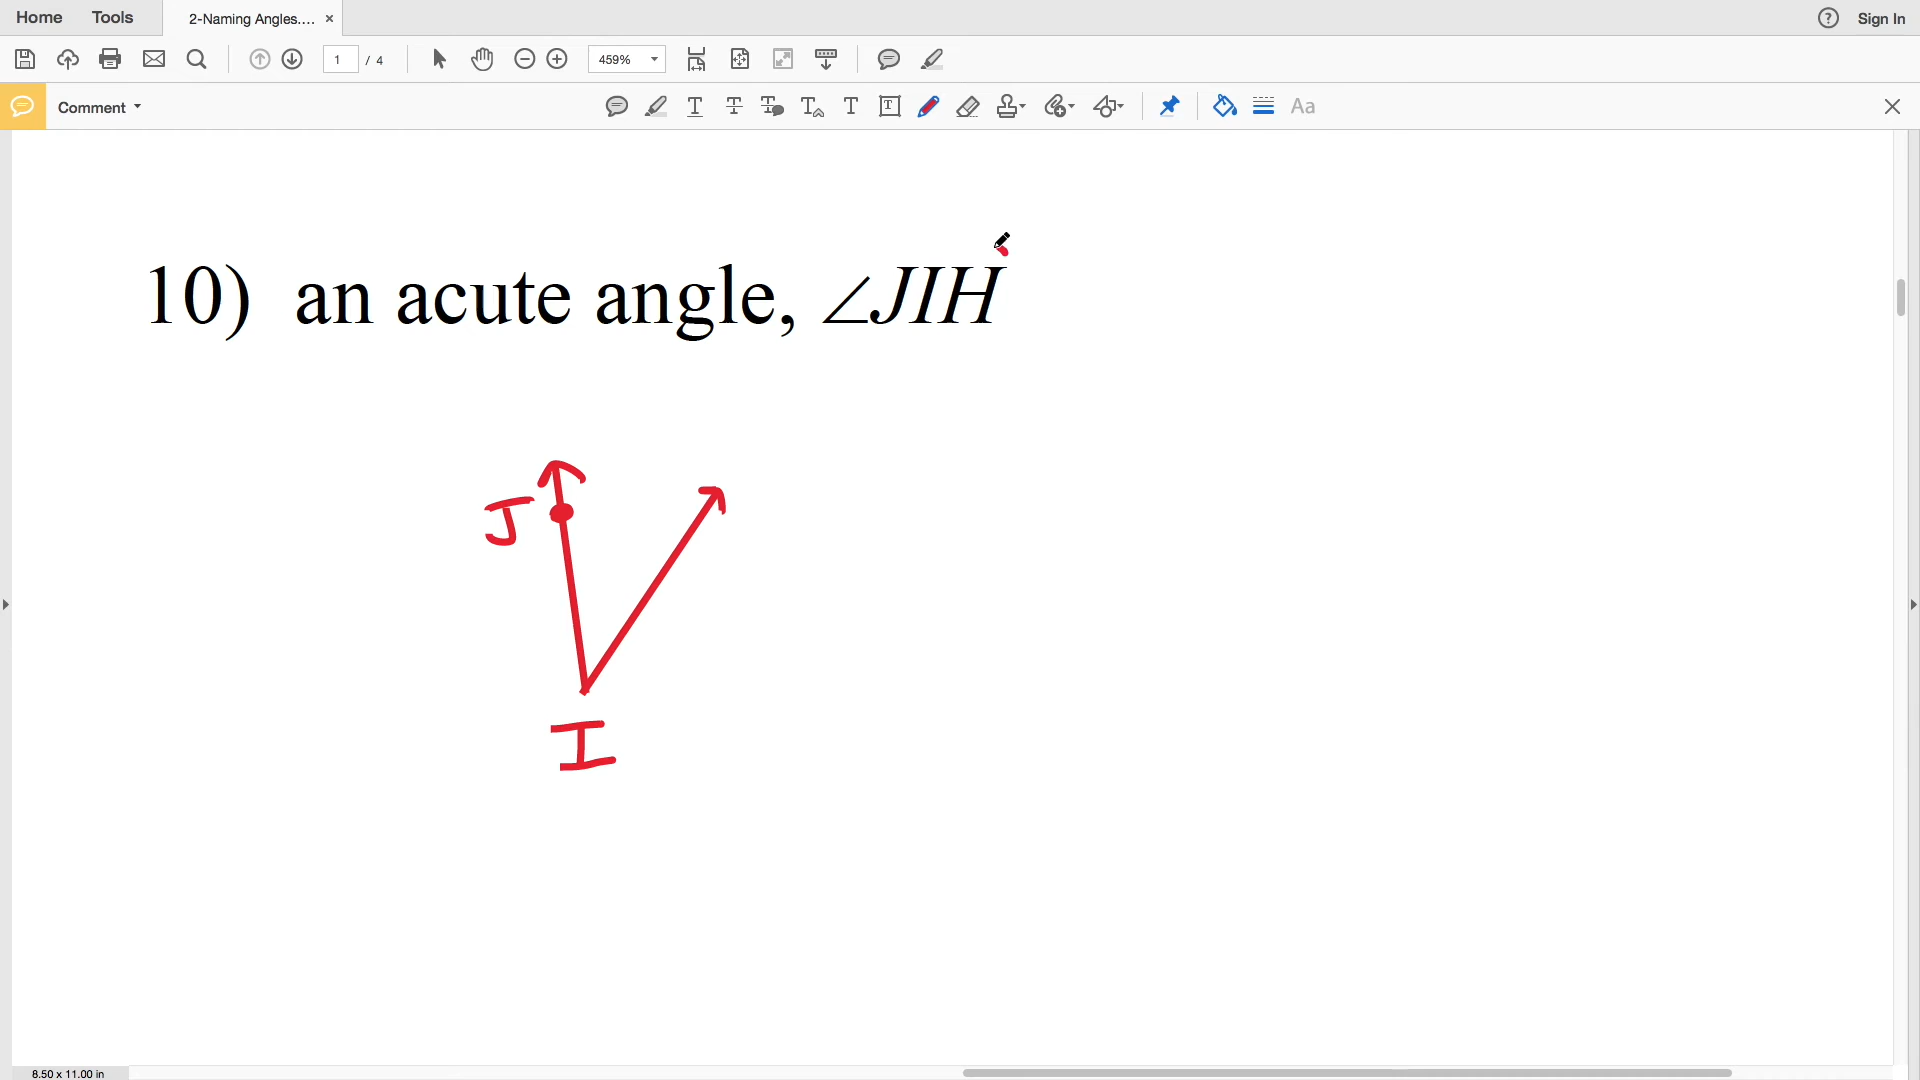 Home Tools 2-Naming Angles.... × ? Sign In
1 / 4 459%
Comment Aa
10) an acute angle, ∠JIH
J
I
8.50 x 11.00 in